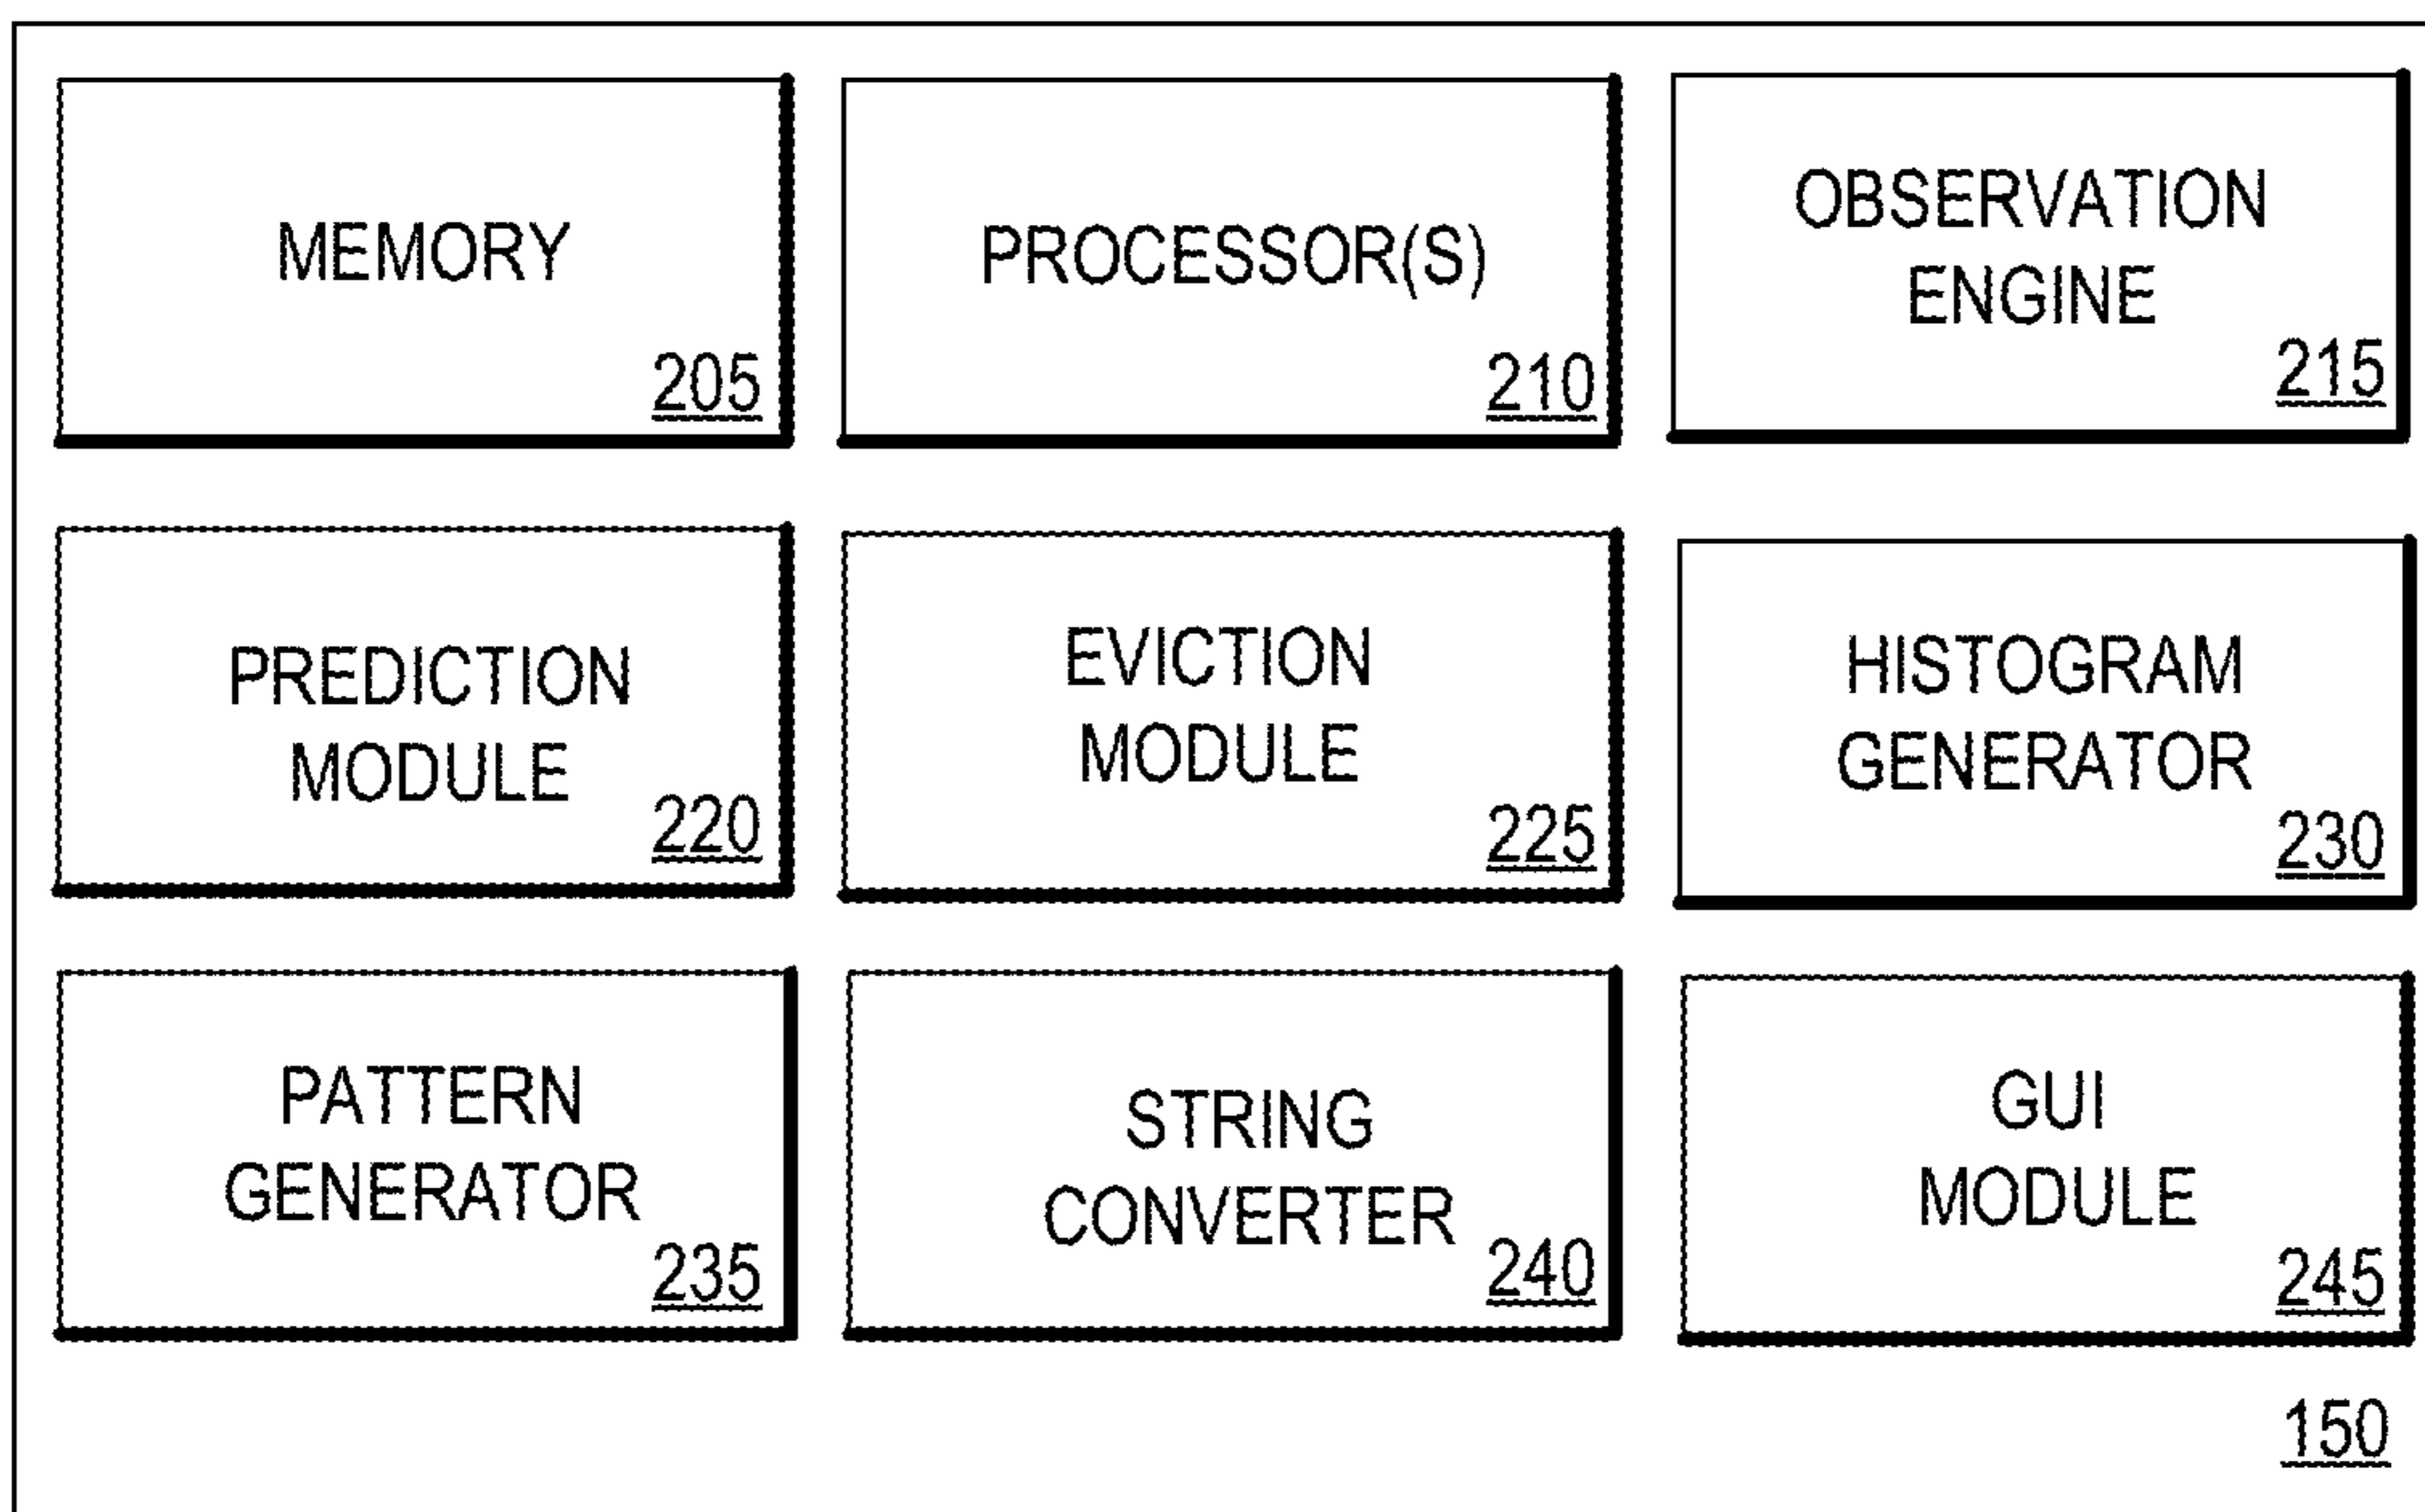 MEMORY
205
PROCESSOR(S)
210
OBSERVATION
ENGINE
215
PREDICTION
MODULE
220
EVICTION
MODULE
225
HISTOGRAM
GENERATOR
230
PATTERN
GENERATOR
235
STRING
CONVERTER
240
GUI
MODULE
245
150